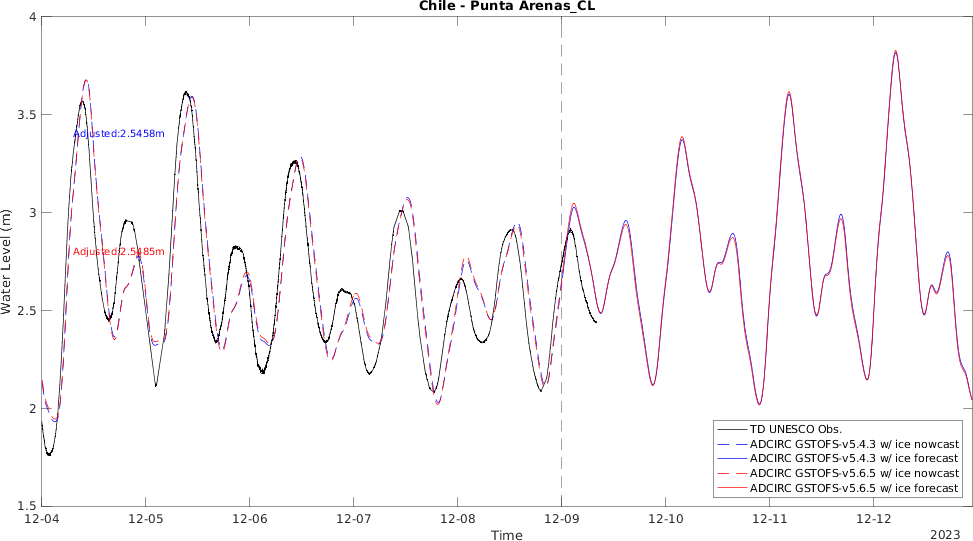 Chile - Punta Arenas_CL
4
3.5
3
2.5
2
1.5
Water Level (m)
Adjusted:2.5458m
Adjusted:2.5485m
TD UNESCO Obs.
ADCIRC GSTOFS-v5.4.3 w/ ice nowcast
ADCIRC GSTOFS-v5.4.3 w/ ice forecast
ADCIRC GSTOFS-v5.6.5 w/ ice nowcast
ADCIRC GSTOFS-v5.6.5 w/ ice forecast
12-04 12-05 12-06 12-07 12-08 12-09 12-10 12-11 12-12
Time
2023